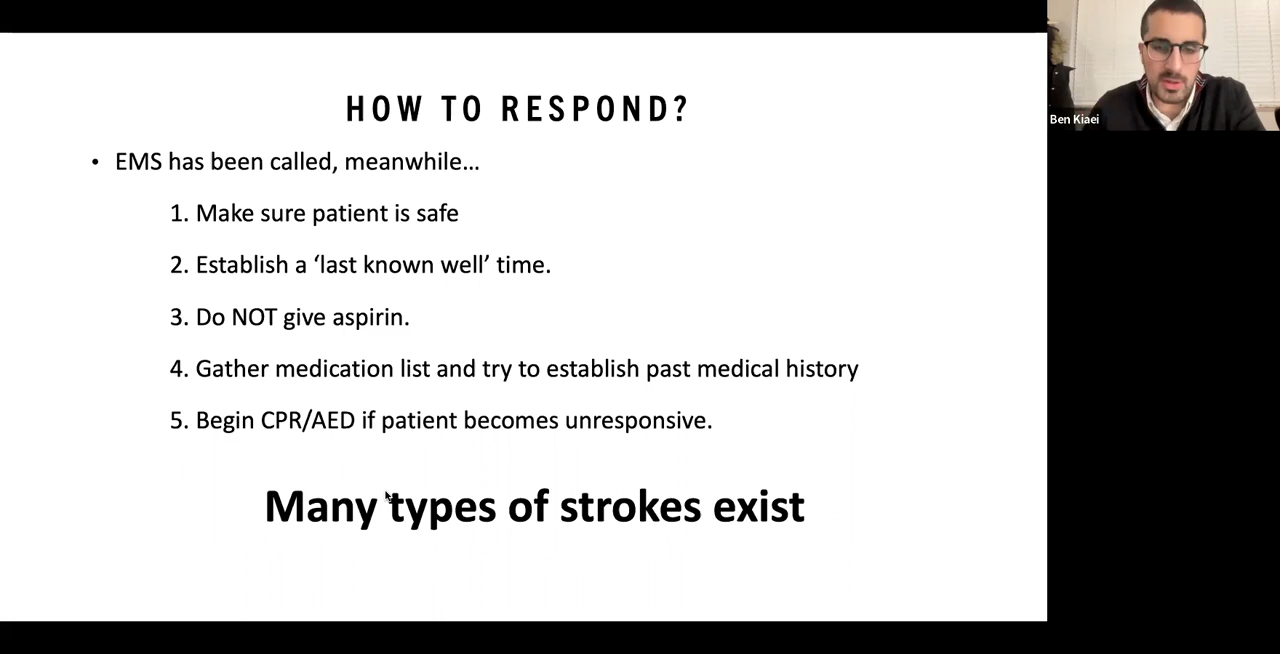 HOW TO RESPOND?
• EMS has been called, meanwhile…
1. Make sure patient is safe
2. Establish a ‘last known well’ time.
3. Do NOT give aspirin.
4. Gather medication list and try to establish past medical history
5. Begin CPR/AED if patient becomes unresponsive.
Many types of strokes exist
Ben Kiaei